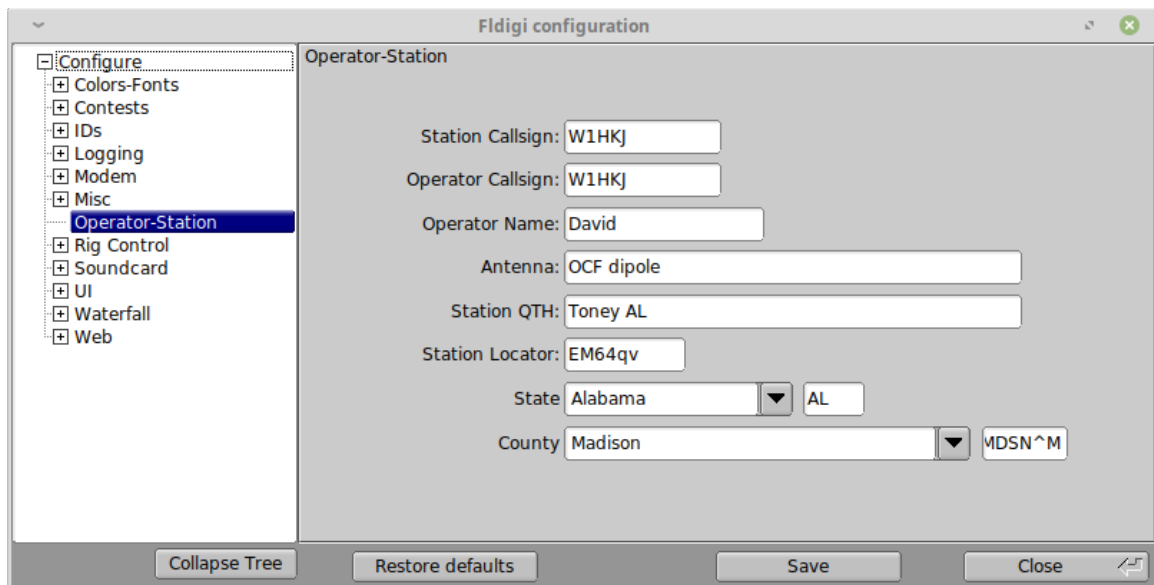 Fldigi configuration
Configure
Colors-Fonts
Contests
IDs
Logging
Modem
Misc
Operator-Station
Rig Control
Soundcard
UI
Waterfall
Web
Operator-Station
Station Callsign: W1HKJ
Operator Callsign: W1HKJ
Operator Name: David
Antenna: OCF dipole
Station QTH: Toney AL
Station Locator: EM64qv
State Alabama AL
County Madison MDSN^M
Collapse Tree Restore defaults Save Close